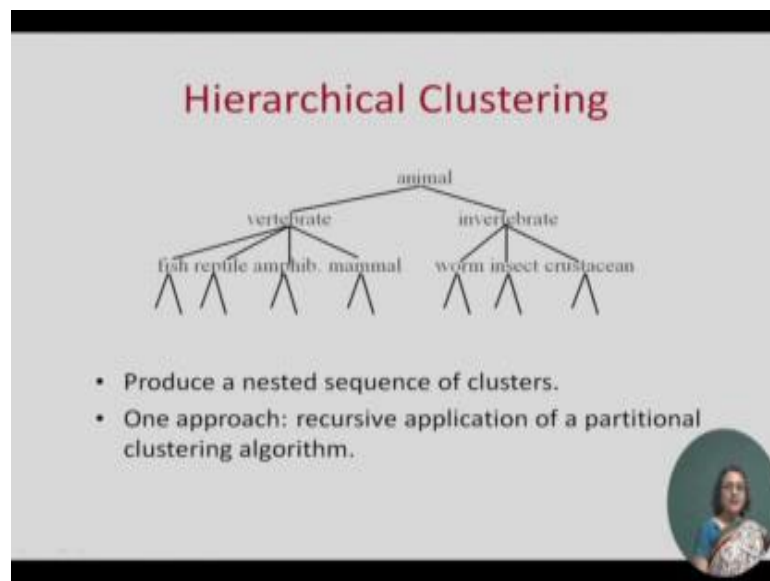 Hierarchical Clustering
animal
vertebrate invertebrate
fish reptile amphib. mammal worm insect crustacean
• Produce a nested sequence of clusters.
• One approach: recursive application of a partitional
clustering algorithm.